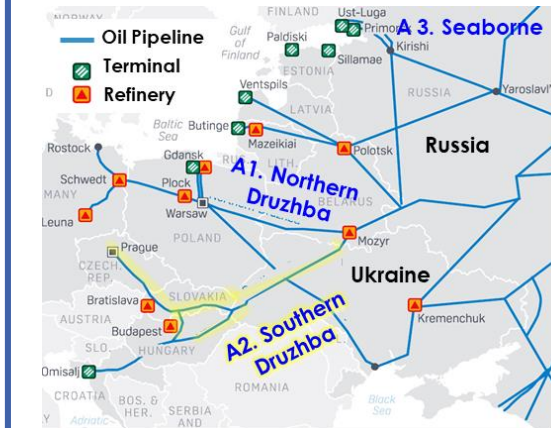 Oil Pipeline
Terminal
Refinery
FINLAND
Ust-Luga
A 3. Seaborne
Primorsk
Gulf
of
Finland
Paldiski
Kirishi
Sillamae
ESTONIA
Ventspils
RUSSIA
Yaroslavl'
LATVIA
Baltic
Sea
Butinge
Mazeikiai
Rostock
Polotsk
Russia
Gdansk
RUS.
LITH.
Schwedt
Plock
A1. Northern
Druzhba
MANY
BELARUS
Leuna
Warsaw
POLAND
Mozyr
Prague
CZECH.
REP.
Ukraine
Bratislava
SLOVAKIA
Kremenchuk
AUSTRIA
Budapest
A2. Southern
Druzhba
SLO.
HUNGARY
Omisalj
CROATIA
ROMANIA
BOS. &
HER.
SERBIA
AND
Black
Sea
Adriatic